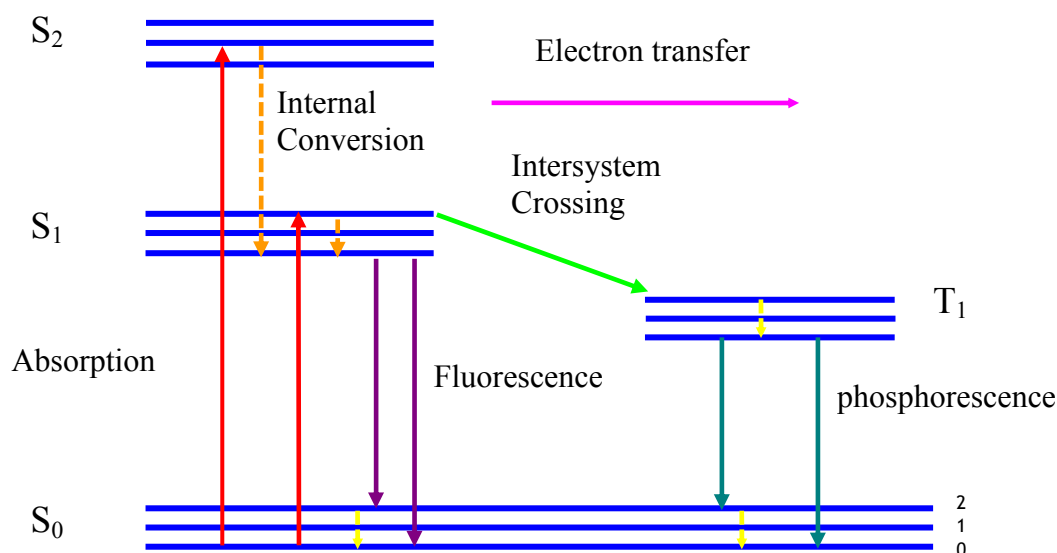 S2
Electron transfer
Internal
Conversion
Intersystem
Crossing
S1
T1
Absorption
Fluorescence
phosphorescence
S0
2
1
0